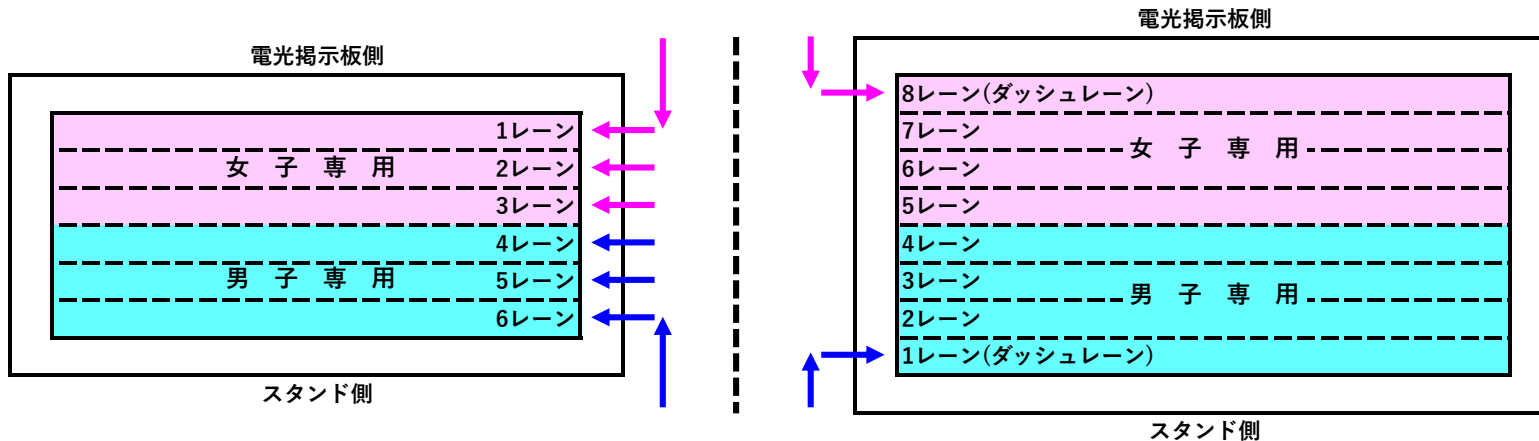 電光掲示板側
1レーン
女 子 専 用
2レーン
3レーン
4レーン
男 子 専 用
5レーン
6レーン
スタンド側
電光掲示板側
8レーン(ダッシュレーン)
7レーン
女 子 専 用
6レーン
5レーン
4レーン
3レーン
男 子 専 用
2レーン
1レーン(ダッシュレーン)
スタンド側